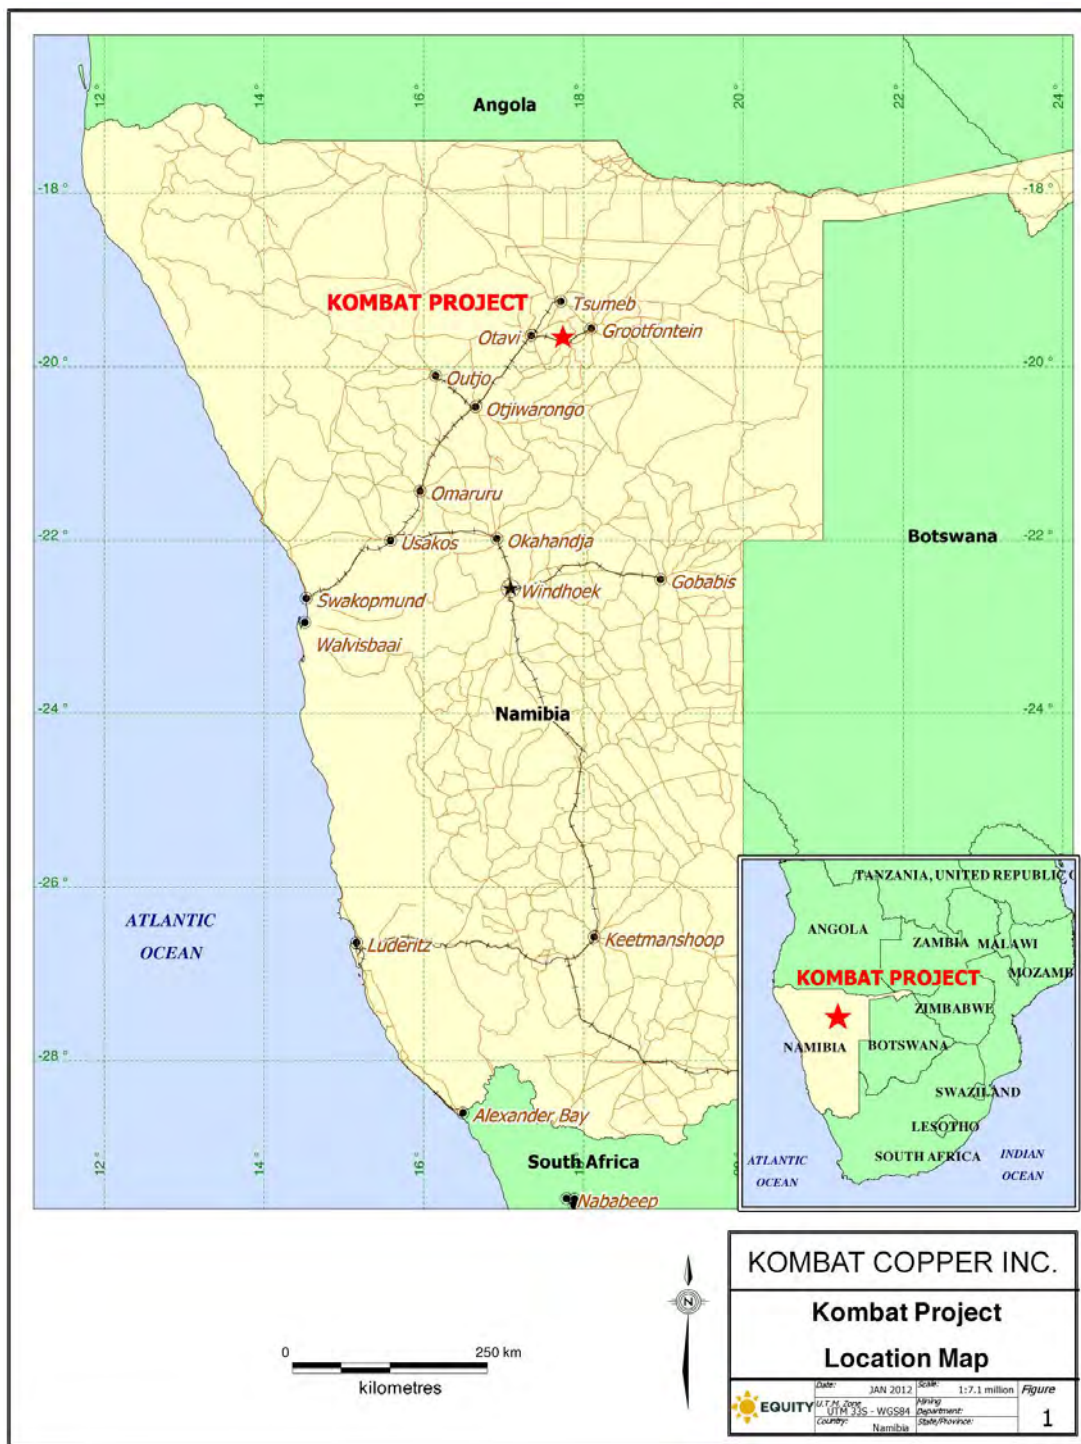 Angola
12 °
14 °
16 °
18 °
20 °
22 °
24 °
-18 °
-18 °
KOMBAT PROJECT
Tsumeb
Otavi
Grootfontein
-20 °
-20 °
Outjo
Otjiwarongo
Omaruru
-22 °
-22 °
Usakos
Okahandja
Botswana
Windhoek
Gobabis
Swakopmund
Walvisbaai
-24 °
-24 °
Namibia
-26 °
ATLANTIC
OCEAN
Luderitz
Keetmanshoop
-28 °
Alexander Bay
12 °
14 °
16 °
South Africa
Nababeep
TANZANIA, UNITED REPUBLIC O
ANGOLA
ZAMBIA
MALAWI
KOMBAT PROJECT
MOZAMB
ZIMBABWE
NAMIBIA
BOTSWANA
SWAZILAND
LESOTHO
SOUTH AFRICA
ATLANTIC
OCEAN
INDIAN
OCEAN
N
0 250 km
kilometres
KOMBAT COPPER INC.
Kombat Project
Location Map
EQUITY
Date: JAN 2012
Scale: 1:7.1 million
Figure
1
U.T.M. Zone UTM 33S - WGS84
Mining Department:
Country: Namibia
State/Province: